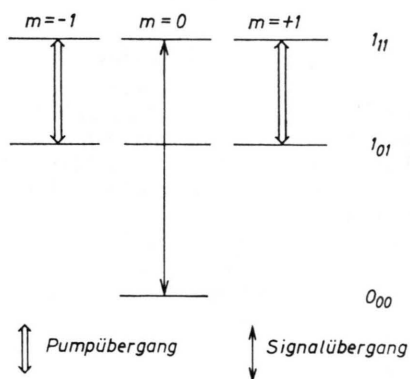 m=-1 m=0 m=+1
1₁₁
1₀₁
0₀₀
Pumpübergang Signalübergang